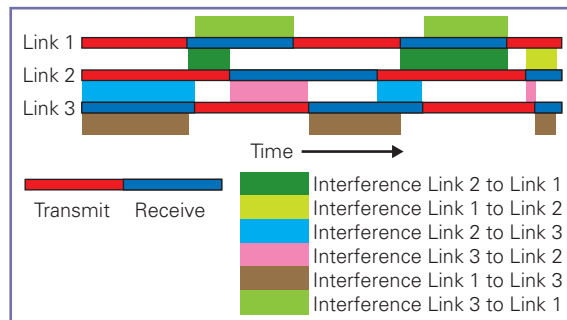 Link 1
Link 2
Link 3
Time
Transmit Receive
Interference Link 2 to Link 1
Interference Link 1 to Link 2
Interference Link 2 to Link 3
Interference Link 3 to Link 2
Interference Link 1 to Link 3
Interference Link 3 to Link 1